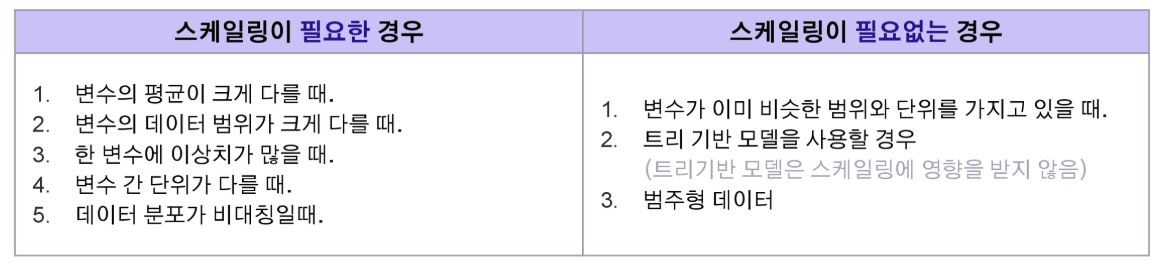 스케일링이 필요한 경우
1. 변수의 평균이 크게 다를 때.
2. 변수의 데이터 범위가 크게 다를 때.
3. 한 변수에 이상치가 많을 때.
4. 변수 간 단위가 다를 때.
5. 데이터 분포가 비대칭일때.
스케일링이 필요없는 경우
1. 변수가 이미 비슷한 범위와 단위를 가지고 있을 때.
2. 트리 기반 모델을 사용할 경우
(트리기반 모델은 스케일링에 영향을 받지 않음)
3. 범주형 데이터